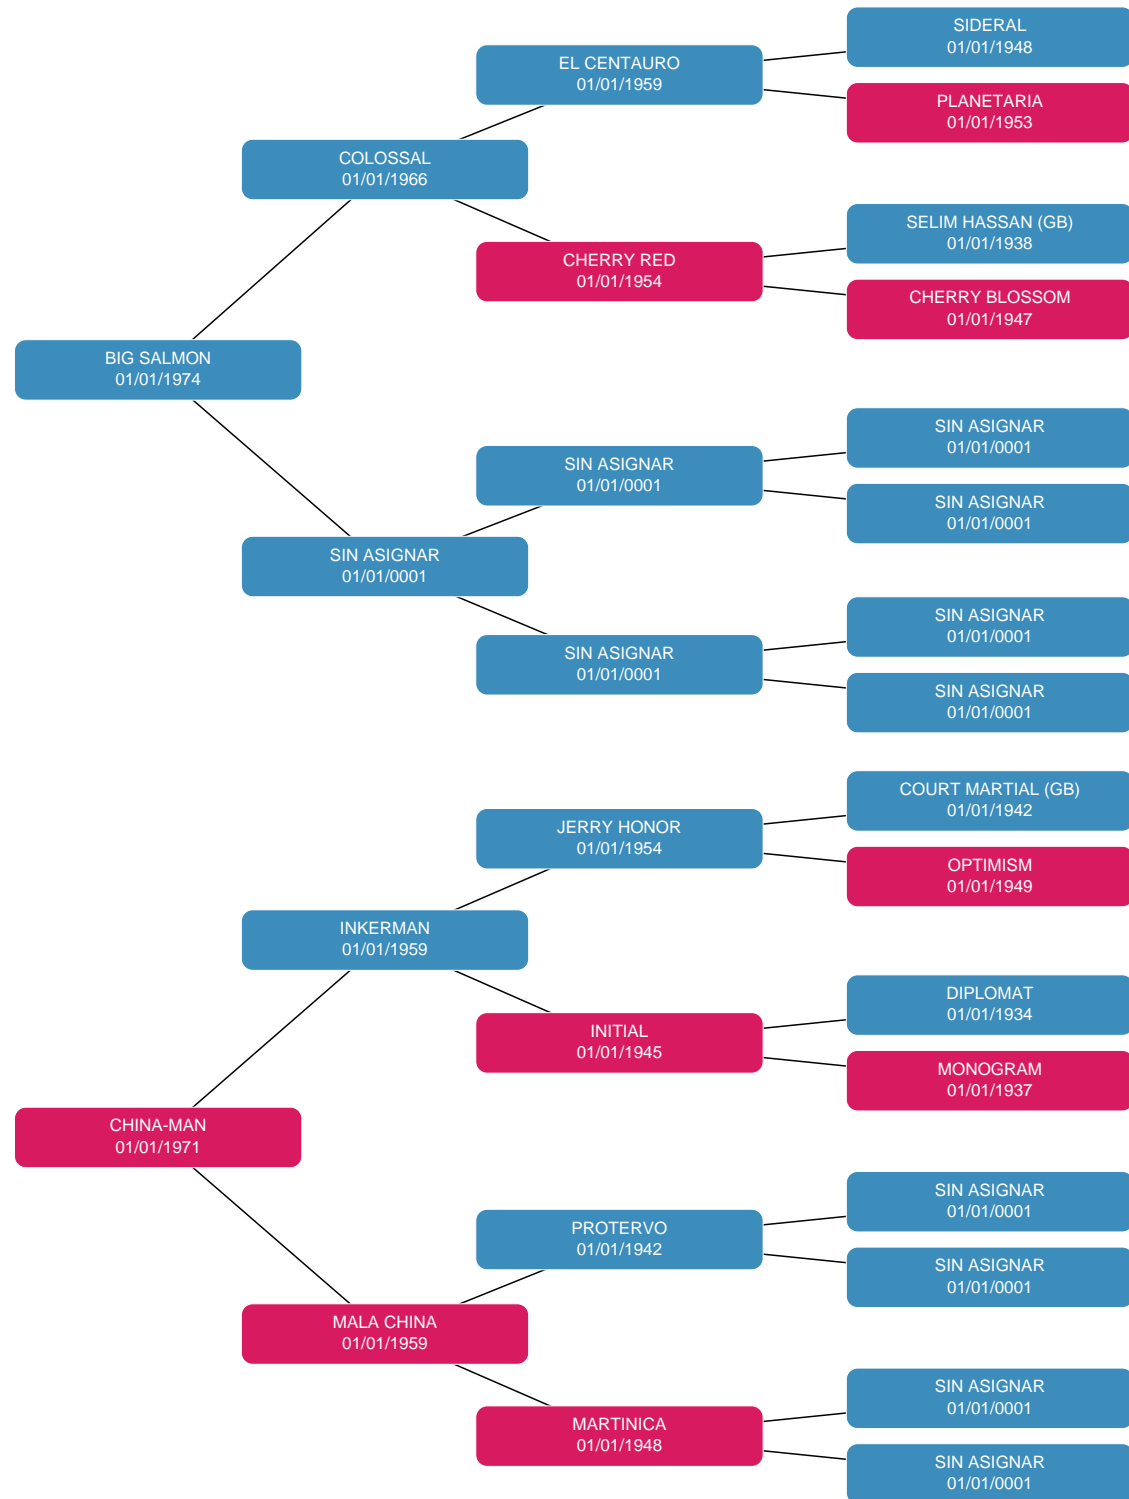 SIDERAL
01/01/1948
EL CENTAURO
01/01/1959
PLANETARIA
01/01/1953
COLOSSAL
01/01/1966
SELIM HASSAN (GB)
01/01/1938
CHERRY RED
01/01/1954
CHERRY BLOSSOM
01/01/1947
BIG SALMON
01/01/1974
SIN ASIGNAR
01/01/0001
SIN ASIGNAR
01/01/0001
SIN ASIGNAR
01/01/0001
SIN ASIGNAR
01/01/0001
SIN ASIGNAR
01/01/0001
SIN ASIGNAR
01/01/0001
SIN ASIGNAR
01/01/0001
COURT MARTIAL (GB)
01/01/1942
JERRY HONOR
01/01/1954
OPTIMISM
01/01/1949
INKERMAN
01/01/1959
DIPLOMAT
01/01/1934
INITIAL
01/01/1945
MONOGRAM
01/01/1937
CHINA-MAN
01/01/1971
SIN ASIGNAR
01/01/0001
PROTERVO
01/01/1942
SIN ASIGNAR
01/01/0001
MALA CHINA
01/01/1959
SIN ASIGNAR
01/01/0001
MARTINICA
01/01/1948
SIN ASIGNAR
01/01/0001